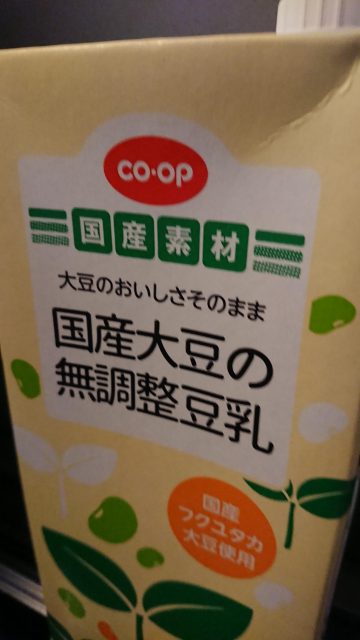 co·op
国産素材
大豆のおいしさそのまま
国産大豆の
無調整豆乳
国産
フクユタカ
大豆使用